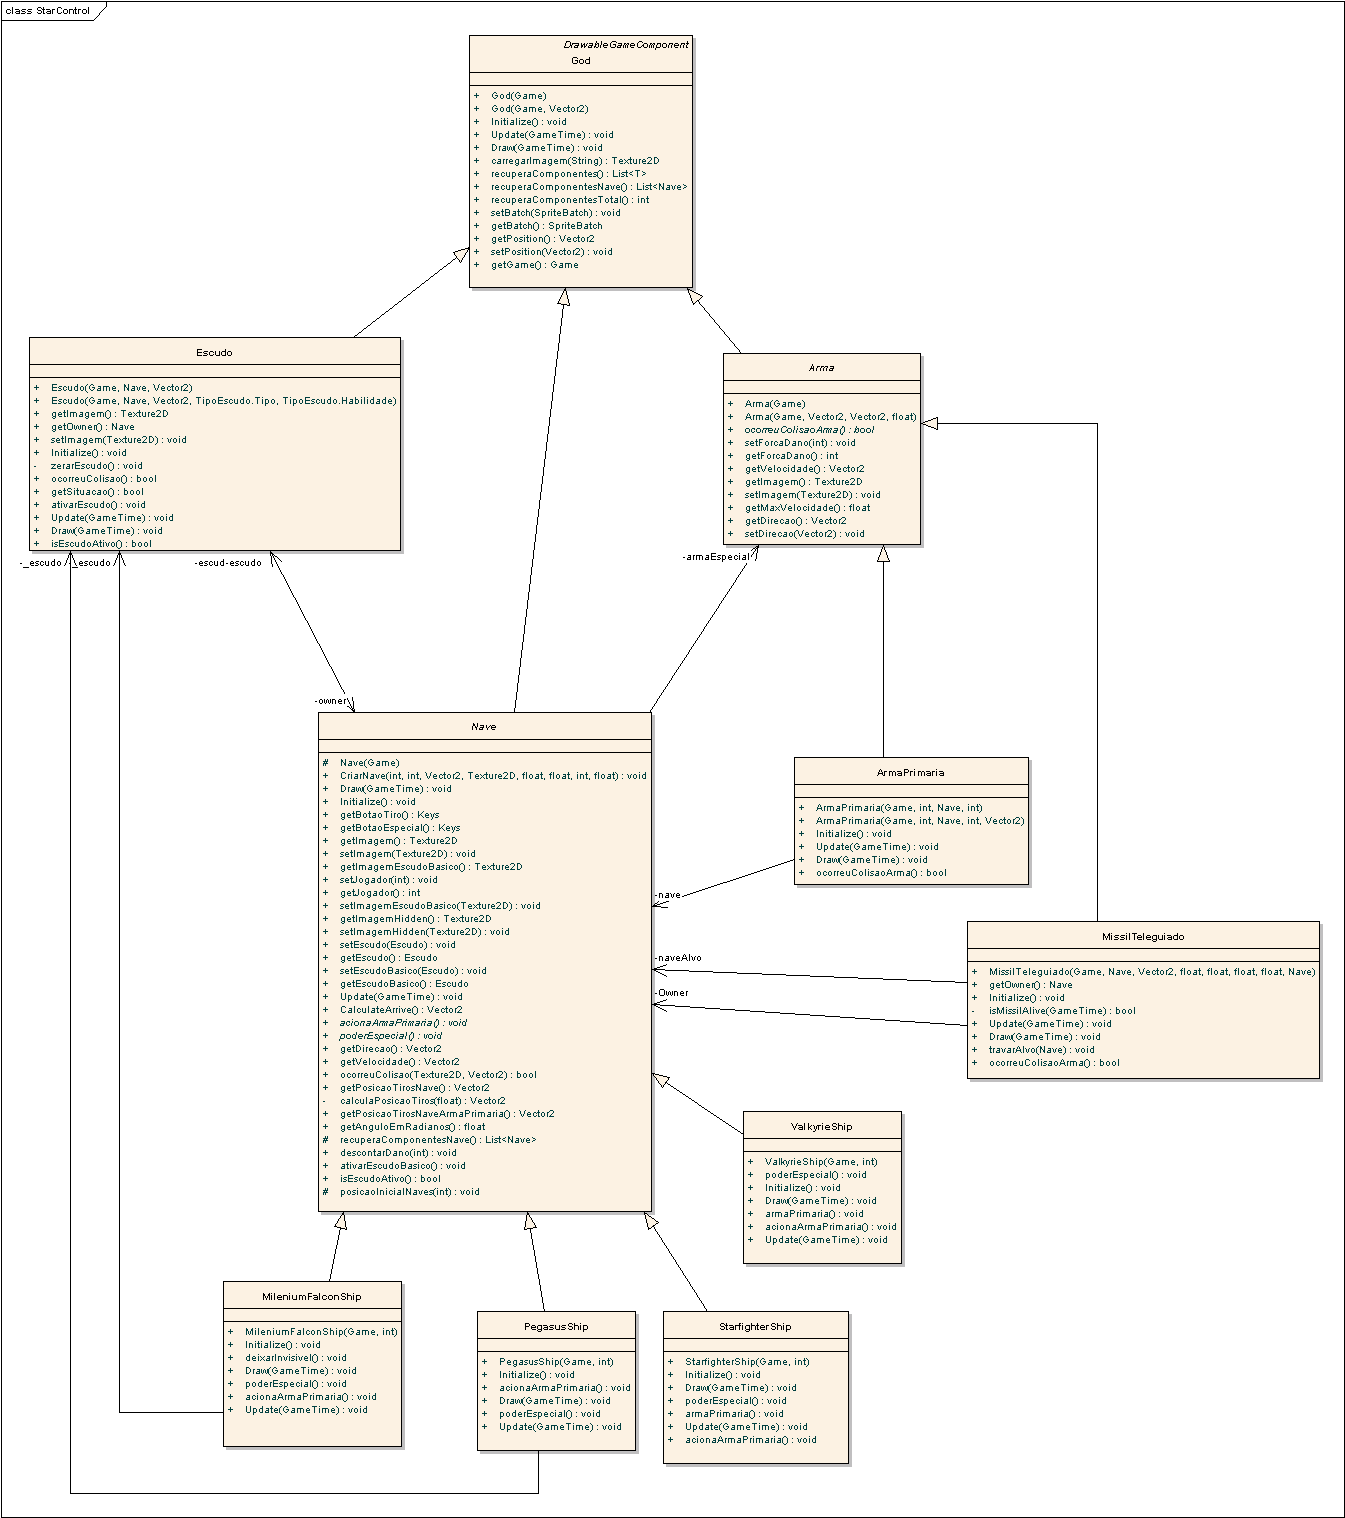 class StarControl
DrawableGameComponent
God
+ God(Game)
+ God(Game, Vector2)
+ Initialize() : void
+ Update(GameTime) : void
+ Draw(GameTime) : void
+ carregarImagem(String) : Texture2D
+ recuperaComponentes() : List<T>
+ recuperaComponentesNave() : List<Nave>
+ recuperaComponentesTotal() : int
+ setBatch(SpriteBatch) : void
+ getBatch() : SpriteBatch
+ getPosition() : Vector2
+ setPosition(Vector2) : void
+ getGame() : Game
Escudo
+ Escudo(Game, Nave, Vector2)
+ Escudo(Game, Nave, Vector2, TipoEscudo.Tipo, TipoEscudo.Habilidade)
+ getImagem() : Texture2D
+ getOwner() : Nave
+ setImagem(Texture2D) : void
+ Initialize() : void
- zerarEscudo() : void
+ ocorreuColisao() : bool
+ getSituacao() : bool
+ ativarEscudo() : void
+ Update(GameTime) : void
+ Draw(GameTime) : void
+ isEscudoAtivo() : bool
Arma
+ Arma(Game)
+ Arma(Game, Vector2, Vector2, float)
+ ocorreuColisaoArma() : bool
+ setForcaDano(int) : void
+ getForcaDano() : int
+ getVelocidade() : Vector2
+ getImagem() : Texture2D
+ setImagem(Texture2D) : void
+ getMaxVelocidade() : float
+ getDirecao() : Vector2
+ setDirecao(Vector2) : void
-_escudo
_escudo
-escud-escudo
-armaEspecial
-owner
Nave
# Nave(Game)
+ CriarNave(int, int, Vector2, Texture2D, float, float, int, float) : void
+ Draw(GameTime) : void
+ Initialize() : void
+ getBotaoTiro() : Keys
+ getBotaoEspecial() : Keys
+ getImagem() : Texture2D
+ setImagem(Texture2D) : void
+ getImagemEscudoBasico() : Texture2D
+ setJogador(int) : void
+ getJogador() : int
+ setImagemEscudoBasico(Texture2D) : void
+ getImagemHidden() : Texture2D
+ setImagemHidden(Texture2D) : void
+ setEscudo(Escudo) : void
+ getEscudo() : Escudo
+ setEscudoBasico(Escudo) : void
+ getEscudoBasico() : Escudo
+ Update(GameTime) : void
+ CalculateArrive() : Vector2
+ acionaArmaPrimaria() : void
+ poderEspecial() : void
+ getDirecao() : Vector2
+ getVelocidade() : Vector2
+ ocorreuColisao(Texture2D, Vector2) : bool
+ getPosicaoTirosNave() : Vector2
- calculaPosicaoTiros(float) : Vector2
+ getPosicaoTirosNaveArmaPrimaria() : Vector2
+ getAnguloEmRadianos() : float
# recuperaComponentesNave() : List<Nave>
+ descontarDano(int) : void
+ ativarEscudoBasico() : void
+ isEscudoAtivo() : bool
# posicaoInicialNaves(int) : void
ArmaPrimaria
+ ArmaPrimaria(Game, int, Nave, int)
+ ArmaPrimaria(Game, int, Nave, int, Vector2)
+ Initialize() : void
+ Update(GameTime) : void
+ Draw(GameTime) : void
+ ocorreuColisaoArma() : bool
-nave
-naveAlvo
-Owner
MissilTeleguiado
+ MissilTeleguiado(Game, Nave, Vector2, float, float, float, float, Nave)
+ getOwner() : Nave
+ Initialize() : void
- isMissilAlive(GameTime) : bool
+ Update(GameTime) : void
+ Draw(GameTime) : void
+ travarAlvo(Nave) : void
+ ocorreuColisaoArma() : bool
ValkyrieShip
+ ValkyrieShip(Game, int)
+ poderEspecial() : void
+ Initialize() : void
+ Draw(GameTime) : void
+ armaPrimaria() : void
+ acionaArmaPrimaria() : void
+ Update(GameTime) : void
MileniumFalconShip
+ MileniumFalconShip(Game, int)
+ Initialize() : void
+ deixarInvisivel() : void
+ Draw(GameTime) : void
+ poderEspecial() : void
+ acionaArmaPrimaria() : void
+ Update(GameTime) : void
PegasusShip
+ PegasusShip(Game, int)
+ Initialize() : void
+ acionaArmaPrimaria() : void
+ Draw(GameTime) : void
+ poderEspecial() : void
+ Update(GameTime) : void
StarfighterShip
+ StarfighterShip(Game, int)
+ Initialize() : void
+ Draw(GameTime) : void
+ poderEspecial() : void
+ armaPrimaria() : void
+ Update(GameTime) : void
+ acionaArmaPrimaria() : void